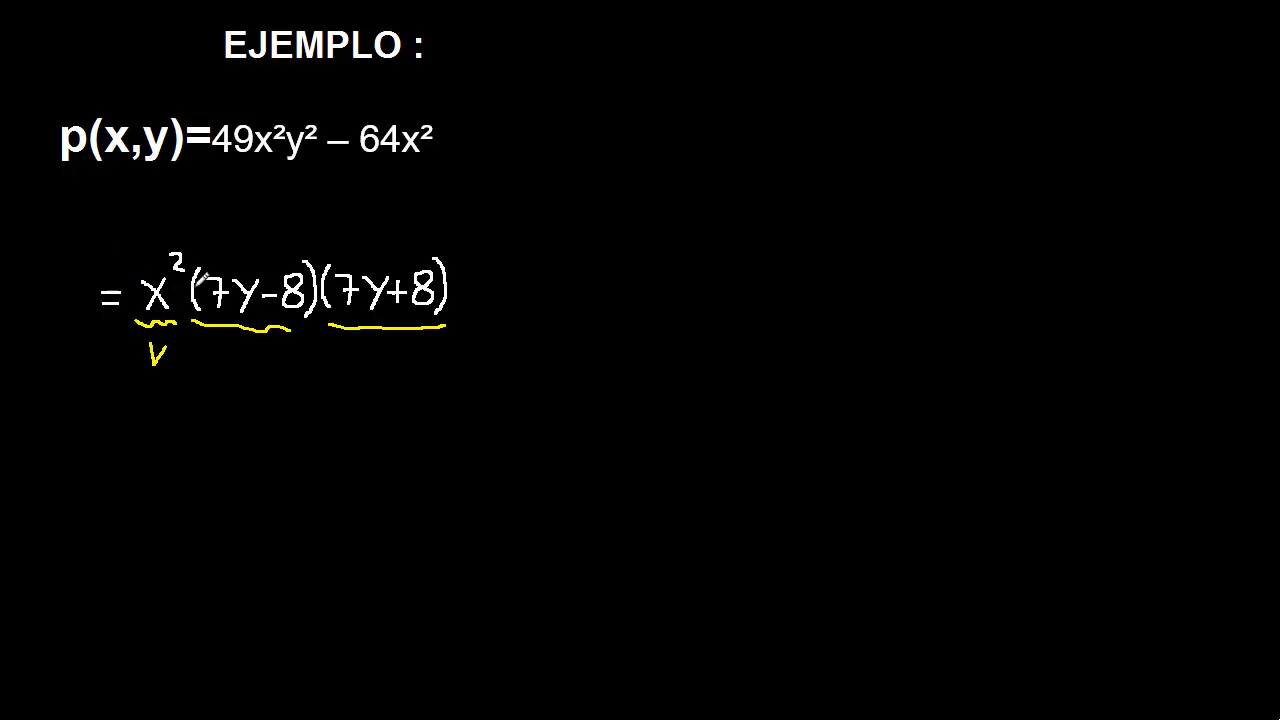 EJEMPLO :
p(x,y)=49x²y² – 64x²
= x²(7y-8)(7y+8)
v